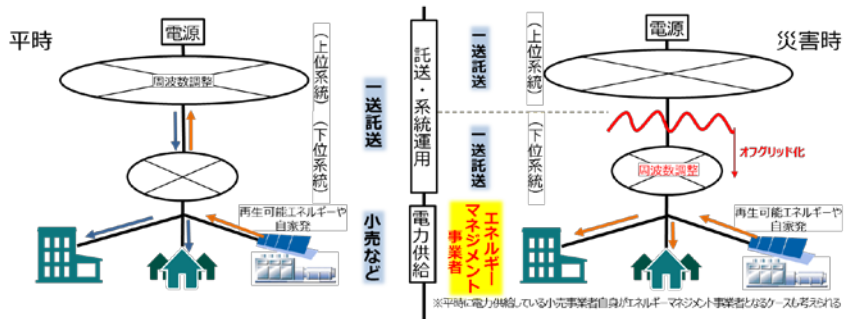 平時
電源
周波数調整
(上位系統)
(下位系統)
一送託送
再生可能エネルギーや
自家発
小売など
託送・系統運用
電力供給
災害時
電源
一送託送
(上位系統)
一送託送
(下位系統)
オフグリッド化
周波数調整
再生可能エネルギーや
自家発
エネルギー
マネジメント
事業者
※平時に電力供給している小売事業者自身がエネルギーマネジメント事業者となるケースも考えられる